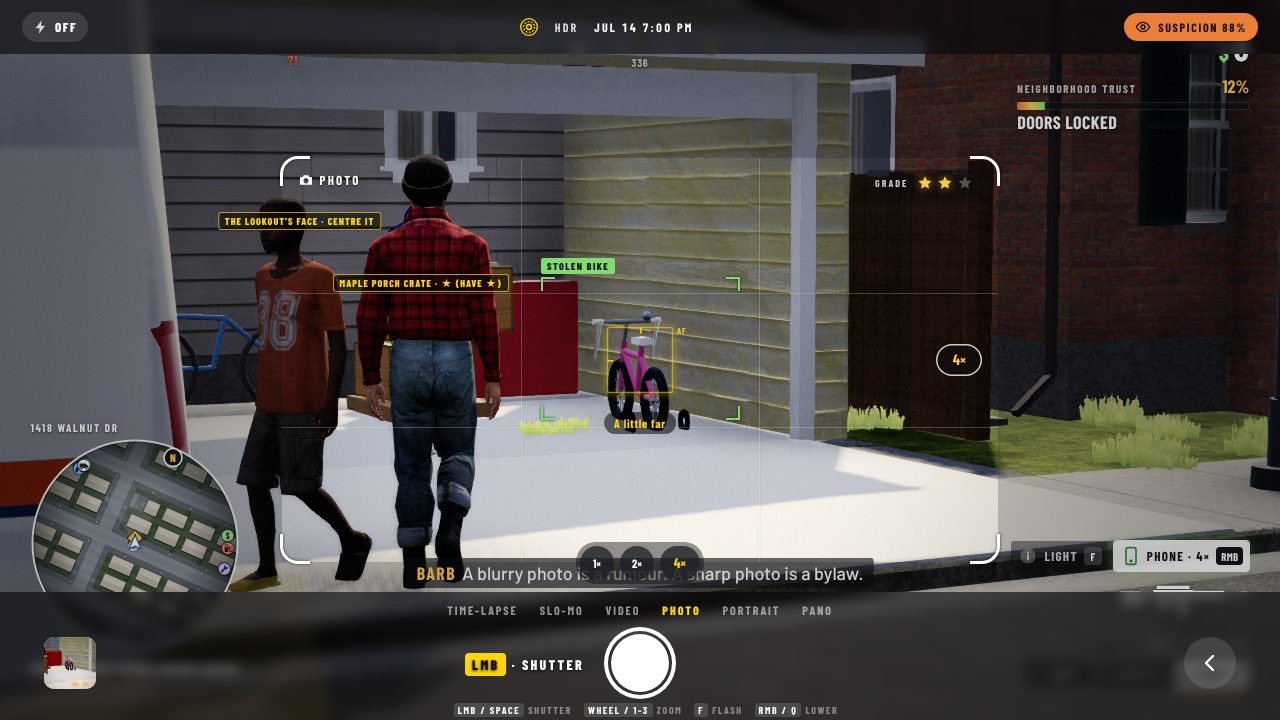 OFF
HDR JUL 14 7:00 PM
SUSPICION 88%
?!
336
$ 0
NEIGHBORHOOD TRUST 12%
DOORS LOCKED
PHOTO
GRADE
THE LOOKOUT'S FACE · CENTRE IT
STOLEN BIKE
MAPLE PORCH CRATE · ★ (HAVE ★)
38
AF
4×
A little far
1418 WALNUT DR
N
$
LIGHT F
PHONE · 4× RMB
1× 2× 4×
BARB A blurry photo is a rumour. A sharp photo is a bylaw.
TIME-LAPSE SLO-MO VIDEO PHOTO PORTRAIT PANO
LMB · SHUTTER
LMB / SPACE SHUTTER WHEEL / 1-3 ZOOM F FLASH RMB / Q LOWER